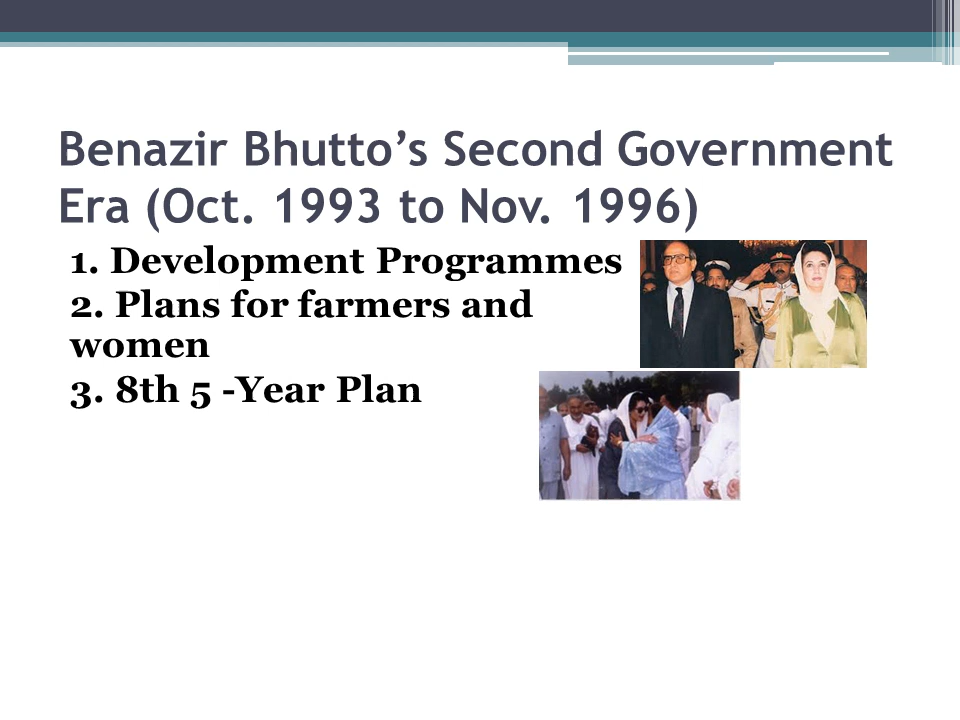 Benazir Bhutto’s Second Government
Era (Oct. 1993 to Nov. 1996)
1. Development Programmes
2. Plans for farmers and
women
3. 8th 5 -Year Plan